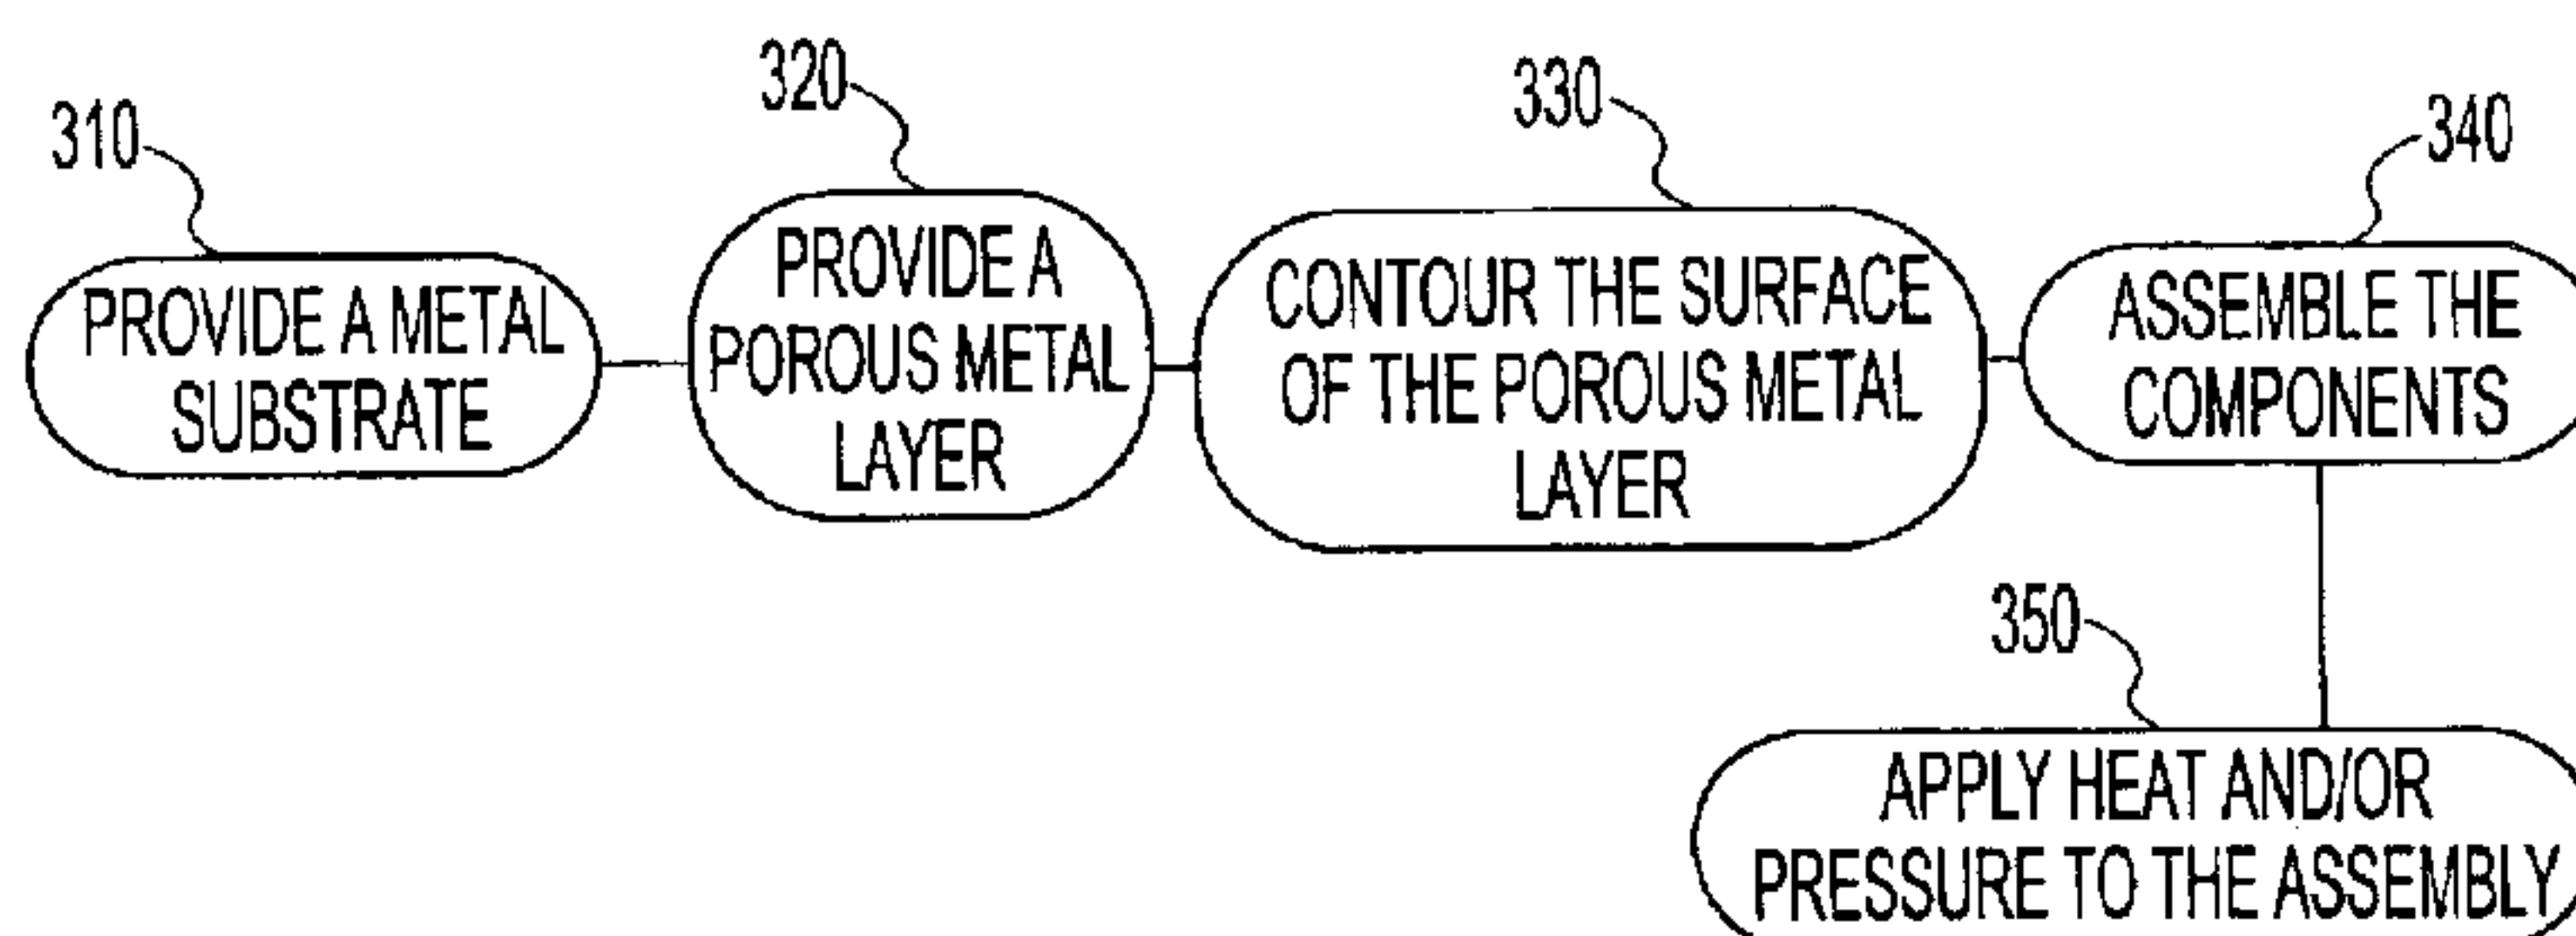 310
PROVIDE A METAL
SUBSTRATE
320
PROVIDE A
POROUS METAL
LAYER
330
CONTOUR THE SURFACE
OF THE POROUS METAL
LAYER
340
ASSEMBLE THE
COMPONENTS
350
APPLY HEAT AND/OR
PRESSURE TO THE ASSEMBLY